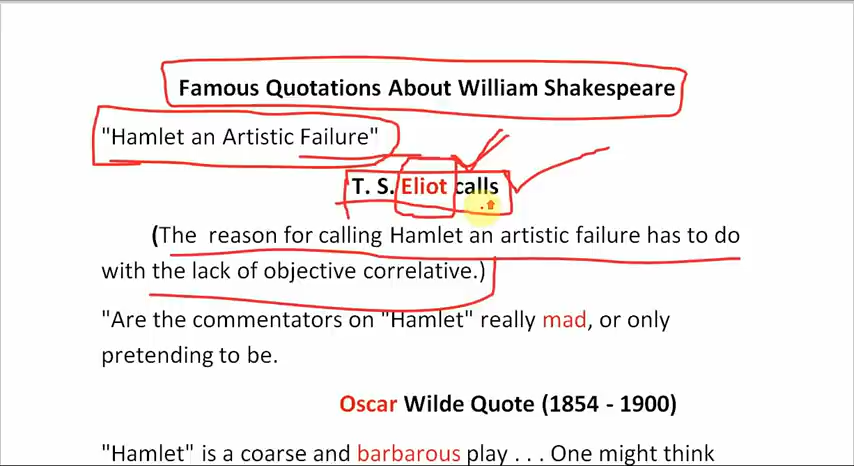 Famous Quotations About William Shakespeare
"Hamlet an Artistic Failure"
T. S. Eliot calls
(The reason for calling Hamlet an artistic failure has to do
with the lack of objective correlative.)
"Are the commentators on "Hamlet" really mad, or only
pretending to be.
Oscar Wilde Quote (1854 - 1900)
"Hamlet" is a coarse and barbarous play . . . One might think